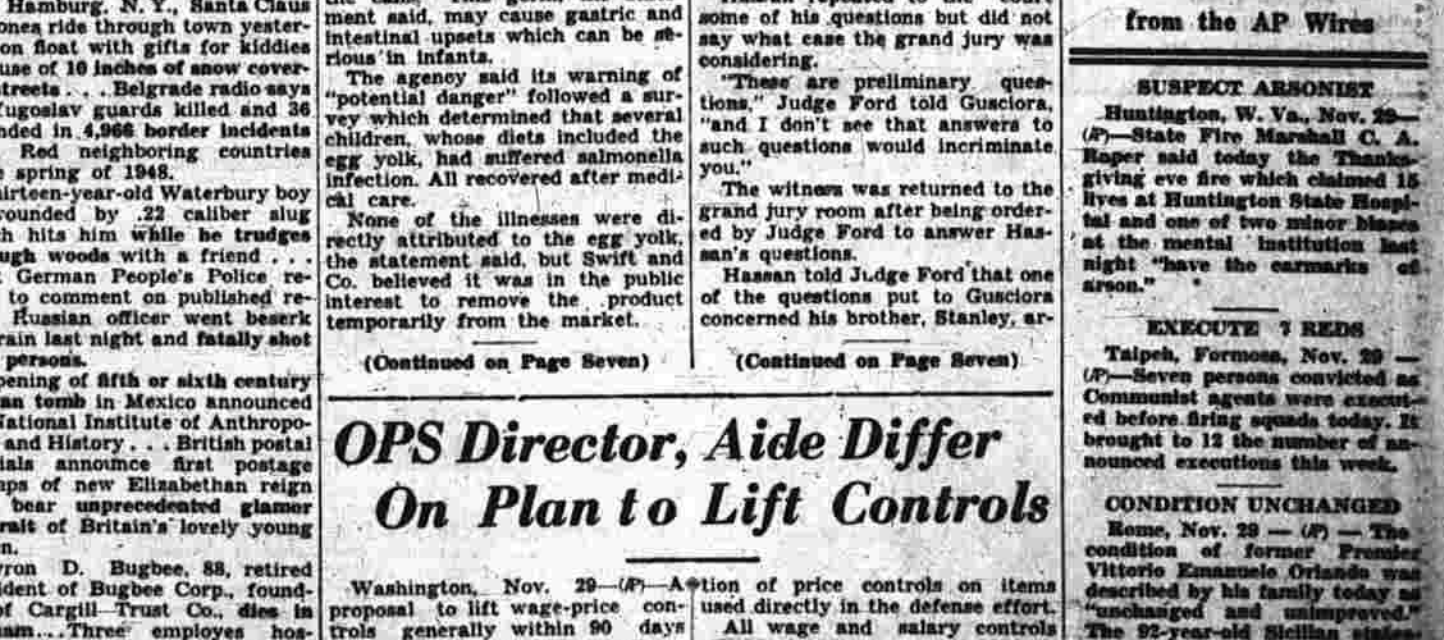 Hamburg, N. Y., Santa Claus
ones ride through town yester-
on float with gifts for kiddies
use of 10 inches of snow cover-
streets . . . Belgrade radio says
Yugoslav guards killed and 36
nded in 4,966 border incidents
Red neighboring countries
spring of 1948.
irteen-year-old Waterbury boy
wounded by .22 caliber slug
h hits him while he trudges
ugh woods with a friend . . .
German People's Police re-
to comment on published re-
Russian officer went beserk
rain last night and fatally shot
persons.
pening of fifth or sixth century
an tomb in Mexico announced
National Institute of Anthropo-
and History . . . British postal
ials announce first postage
ps of new Elizabethan reign
bear unprecedented glamor
rait of Britain's lovely young
n.
ron D. Bugbee, 88, retired
ident of Bugbee Corp., found-
of Cargill Trust Co., dies in
am...Three employes hos-
ment said, may cause gastric and
intestinal upsets which can be se-
rious in infants.
The agency said its warning of
"potential danger" followed a sur-
vey which determined that several
children, whose diets included the
egg yolk, had suffered salmonella
infection. All recovered after medi-
cal care.
None of the illnesses were di-
rectly attributed to the egg yolk,
the statement said, but Swift and
Co. believed it was in the public
interest to remove the product
temporarily from the market.
(Continued on Page Seven)
some of his questions but did not
say what case the grand jury was
considering.
"These are preliminary ques-
tions," Judge Ford told Gusciora,
"and I don't see that answers to
such questions would incriminate
you."
The witness was returned to the
grand jury room after being order-
ed by Judge Ford to answer Has-
san's questions.
Hassan told Judge Ford that one
of the questions put to Gusciora
concerned his brother, Stanley, ar-
(Continued on Page Seven)
OPS Director, Aide Differ
On Plan to Lift Controls
Washington, Nov. 29—(AP)—A
proposal to lift wage-price con-
trols generally within 90 days
tion of price controls on items
used directly in the defense effort.
All wage and salary controls
from the AP Wires
SUSPECT ARSONIST
Huntington, W. Va., Nov. 29—
(AP)—State Fire Marshall C. A.
Raper said today the Thanks-
giving eve fire which claimed 15
lives at Huntington State Hospi-
tal and one of two minor blazes
at the mental institution last
night "have the earmarks of
arson."
EXECUTE 7 REDS
Taipeh, Formosa, Nov. 29 —
(AP)—Seven persons convicted as
Communist agents were execut-
ed before firing squads today. It
brought to 12 the number of an-
nounced executions this week.
CONDITION UNCHANGED
Rome, Nov. 29 — (AP) — The
condition of former Premier
Vittorio Emanuele Orlando was
described by his family today as
"unchanged and unimproved."
The 92-year-old